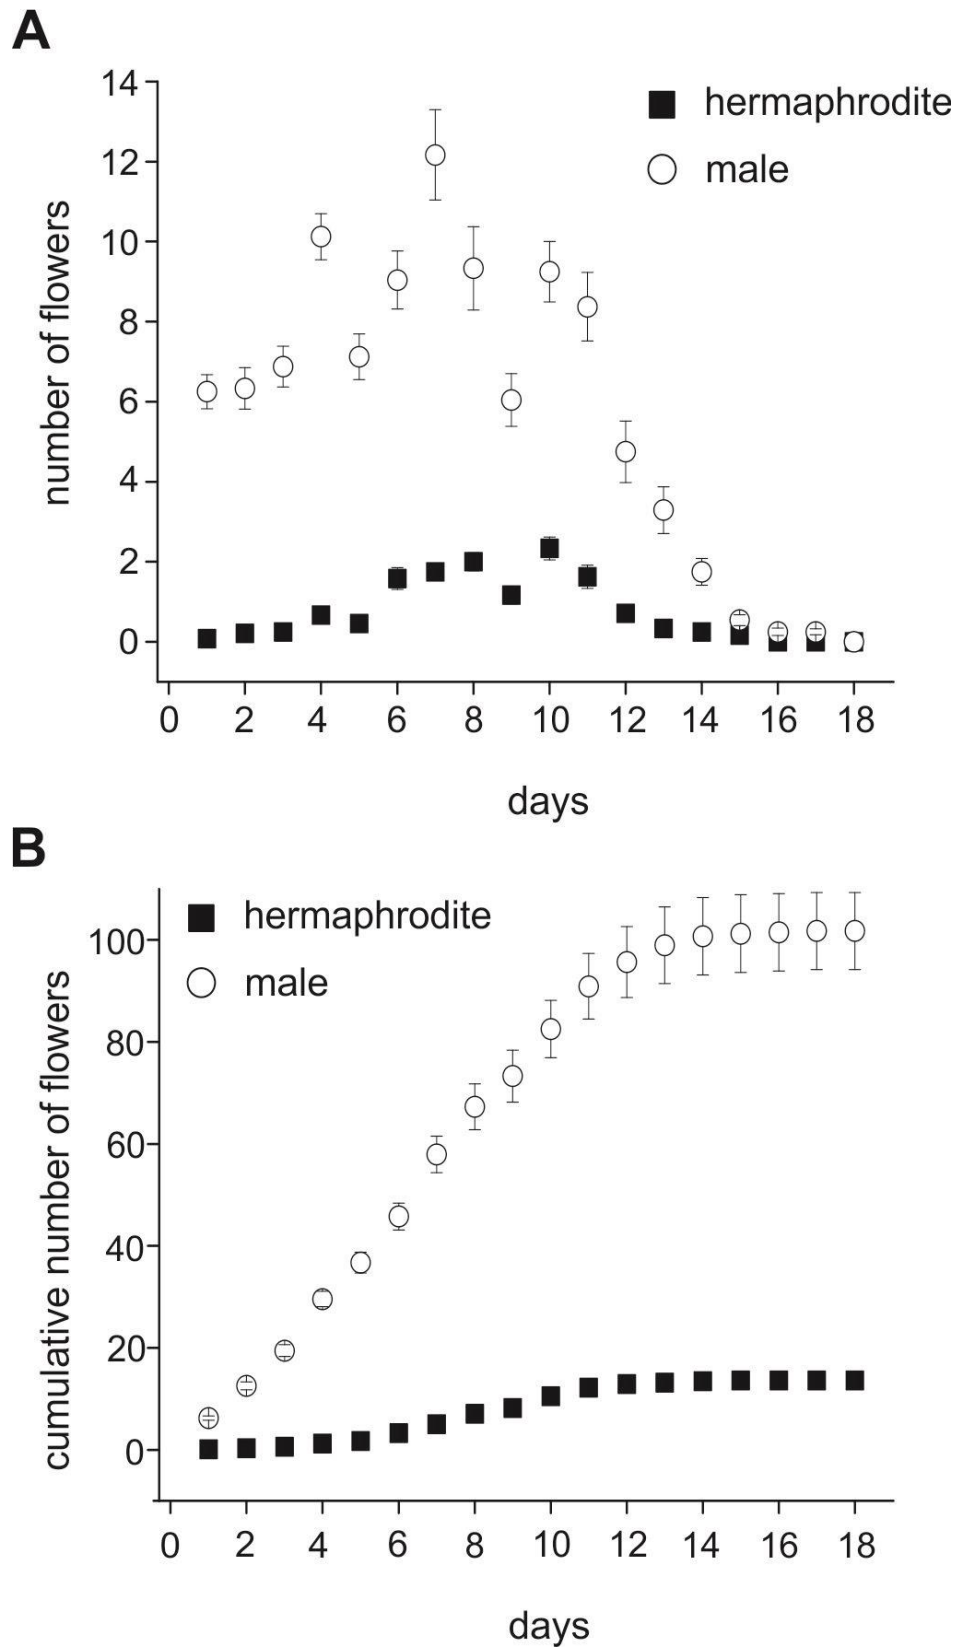 A
14
12
10
8
6
4
2
0
number of flowers
hermaphrodite
male
0 2 4 6 8 10 12 14 16 18
days
B
100
80
60
40
20
0
cumulative number of flowers
hermaphrodite
male
0 2 4 6 8 10 12 14 16 18
days